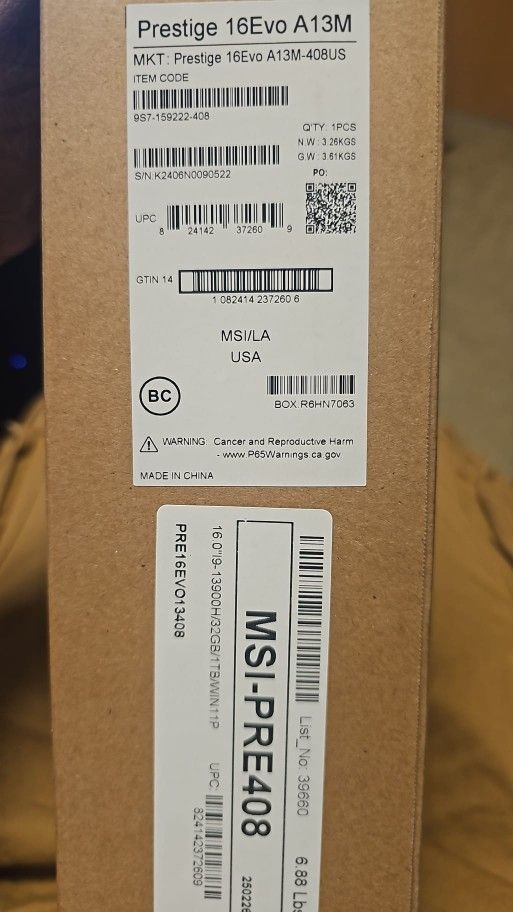 Prestige 16Evo A13M
MKT: Prestige 16Evo A13M-408US
ITEM CODE
9S7-159222-408
Q'TY: 1PCS
N.W : 3.26KGS
G.W : 3.61KGS
S/N:K2406N0090522
PO:
UPC
8 24142 37260 9
GTIN 14
1 082414 237260 6
MSI/LA
USA
BC
BOX:R6HN7063
WARNING: Cancer and Reproductive Harm
- www.P65Warnings.ca.gov
MADE IN CHINA
List_No: 39660 6.88 Lbs
MSI-PRE408
250226
16.0"I9-13900H/32GB/1TB/WIN11P UPC:
824142372609
PRE16EVO13408